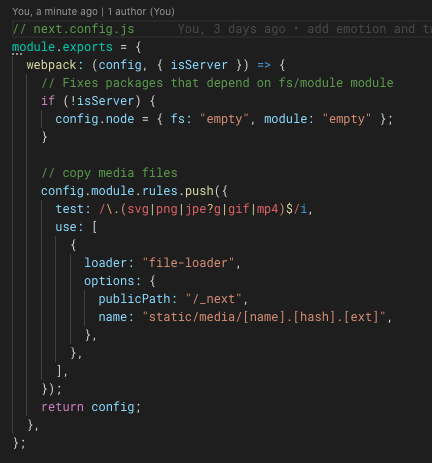 You, a minute ago | 1 author (You)
// next.config.js You, 3 days ago • add emotion and
module.exports = {
  webpack: (config, { isServer }) => {
    // Fixes packages that depend on fs/module module
    if (!isServer) {
      config.node = { fs: "empty", module: "empty" };
    }

    // copy media files
    config.module.rules.push({
      test: /\.(svg|png|jpe?g|gif|mp4)$/i,
      use: [
        {
          loader: "file-loader",
          options: {
            publicPath: "/_next",
            name: "static/media/[name].[hash].[ext]",
          },
        },
      ],
    });
    return config;
  },
};